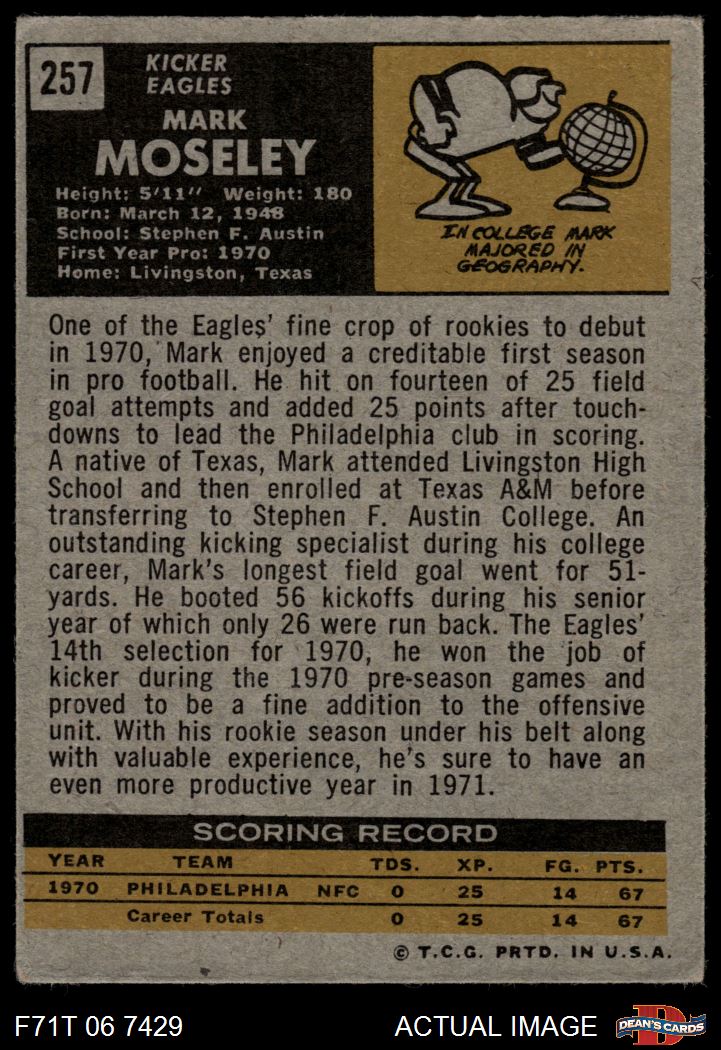 257
KICKER
EAGLES
MARK
MOSELEY
Height: 5'11" Weight: 180
Born: March 12, 1948
School: Stephen F. Austin
First Year Pro: 1970
Home: Livingston, Texas
IN COLLEGE MARK
MAJORED IN
GEOGRAPHY.
One of the Eagles' fine crop of rookies to debut
in 1970, Mark enjoyed a creditable first season
in pro football. He hit on fourteen of 25 field
goal attempts and added 25 points after touch-
downs to lead the Philadelphia club in scoring.
A native of Texas, Mark attended Livingston High
School and then enrolled at Texas A&M before
transferring to Stephen F. Austin College. An
outstanding kicking specialist during his college
career, Mark's longest field goal went for 51-
yards. He booted 56 kickoffs during his senior
year of which only 26 were run back. The Eagles'
14th selection for 1970, he won the job of
kicker during the 1970 pre-season games and
proved to be a fine addition to the offensive
unit. With his rookie season under his belt along
with valuable experience, he's sure to have an
even more productive year in 1971.
SCORING RECORD
YEAR TEAM TDS. XP. FG. PTS.
1970 PHILADELPHIA NFC 0 25 14 67
Career Totals 0 25 14 67
© T.C.G. PRTD. IN U.S.A.
F71T 06 7429 ACTUAL IMAGE D DEAN'S CARDS